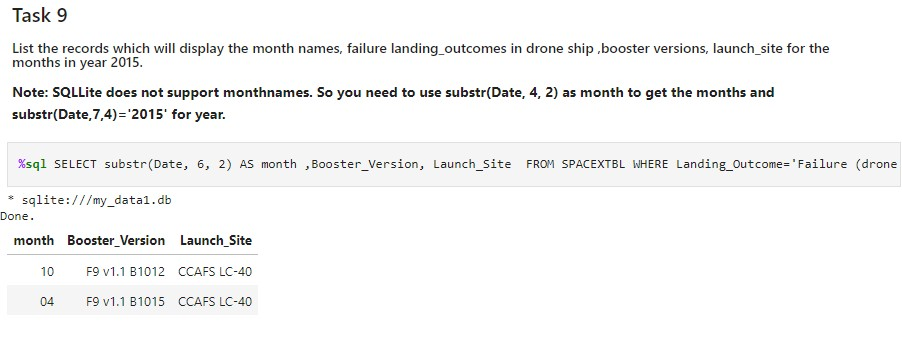 Task 9
List the records which will display the month names, failure landing_outcomes in drone ship ,booster versions, launch_site for the
months in year 2015.
Note: SQLLite does not support monthnames. So you need to use substr(Date, 4, 2) as month to get the months and
substr(Date,7,4)='2015' for year.
%sql SELECT substr(Date, 6, 2) AS month ,Booster_Version, Launch_Site  FROM SPACEXTBL WHERE Landing_Outcome='Failure (drone
* sqlite:///my_data1.db
Done.
month Booster_Version Launch_Site
10 F9 v1.1 B1012 CCAFS LC-40
04 F9 v1.1 B1015 CCAFS LC-40